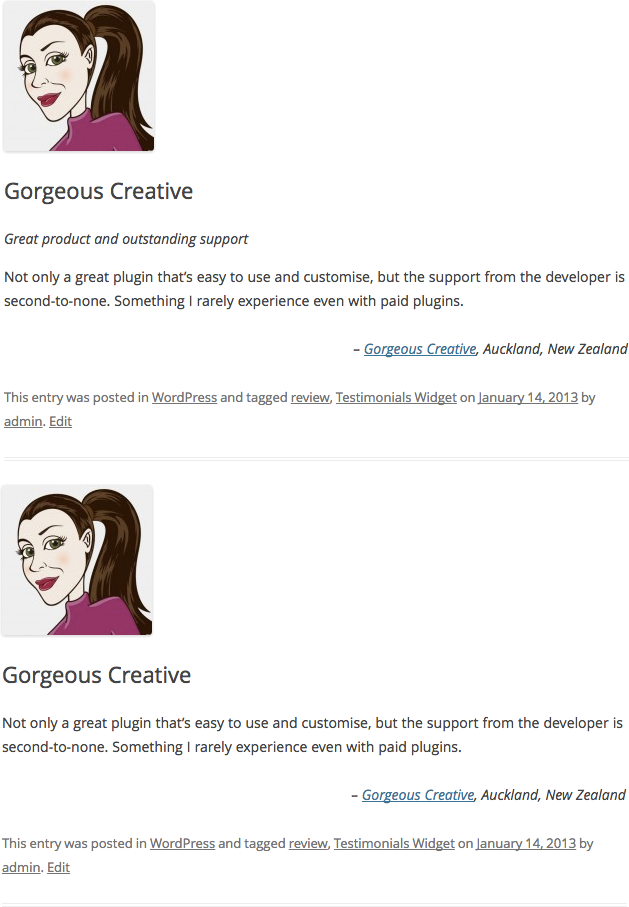 Gorgeous Creative
Great product and outstanding support
Not only a great plugin that’s easy to use and customise, but the support from the developer is
second-to-none. Something I rarely experience even with paid plugins.
– Gorgeous Creative, Auckland, New Zealand
This entry was posted in WordPress and tagged review, Testimonials Widget on January 14, 2013 by
admin. Edit
Gorgeous Creative
Not only a great plugin that’s easy to use and customise, but the support from the developer is
second-to-none. Something I rarely experience even with paid plugins.
– Gorgeous Creative, Auckland, New Zealand
This entry was posted in WordPress and tagged review, Testimonials Widget on January 14, 2013 by
admin. Edit